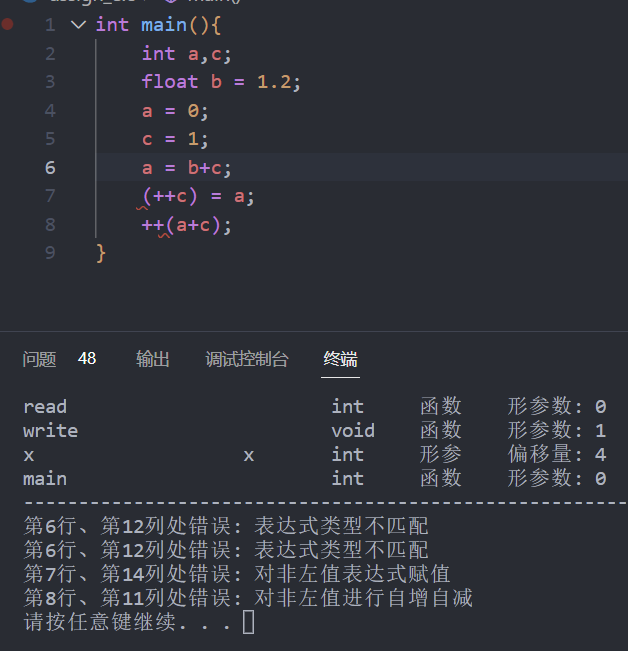 1 int main(){
2 int a,c;
3 float b = 1.2;
4 a = 0;
5 c = 1;
6 a = b+c;
7 (++c) = a;
8 ++(a+c);
9 }
问题 48 输出 调试控制台 终端
read int 函数 形参数: 0
write void 函数 形参数: 1
x x int 形参 偏移量: 4
main int 函数 形参数: 0
--------------------------------------------------------
第6行、第12列处错误: 表达式类型不匹配
第6行、第12列处错误: 表达式类型不匹配
第7行、第14列处错误: 对非左值表达式赋值
第8行、第11列处错误: 对非左值进行自增自减
请按任意键继续. . .